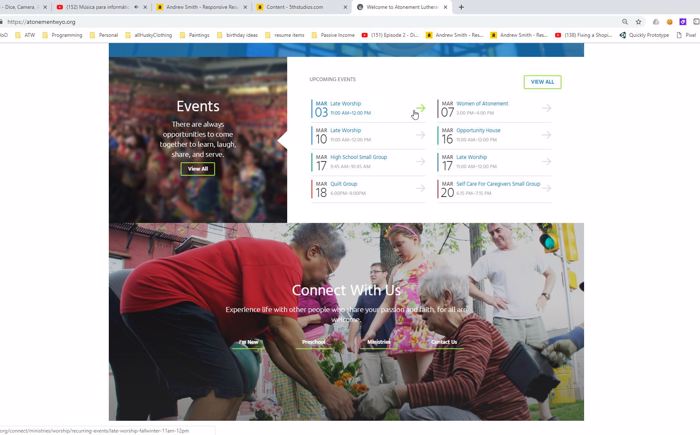 - Dice, Camera,
(152) Música para informáti
Andrew Smith - Responsive Res
Content - 5thstudios.com
Welcome to Atonement Luthera
https://atonementwyo.org
ATW
Programming
Personal
allHuskyClothing
Paintings
birthday ideas
resume items
Passive Income
(151) Episode 2 - Di...
Andrew Smith - Res...
Andrew Smith - Res...
(138) Fixing a Shopi...
Quickly Prototype
Pixel
Events
There are always
opportunities to come
together to learn, laugh,
share, and serve.
View All
UPCOMING EVENTS
VIEW ALL
MAR
03
Late Worship
11:00 AM-12:00 PM
MAR
07
Women of Atonement
2:00 PM-4:00 PM
MAR
10
Late Worship
11:00 AM-12:00 PM
MAR
16
Opportunity House
11:00 AM-12:00 PM
MAR
17
High School Small Group
9:45 AM-10:45 AM
MAR
17
Late Worship
11:00 AM-12:00 PM
MAR
18
Quilt Group
MAR
20
Self Care For Caregivers Small Group
6:15 PM-7:15 PM
Connect With Us
Experience life with other people who share your passion and faith, for all are
welcome.
I'm New
Preschool
Ministries
Contact Us
org/connect/ministries/worship/recurring-events/late-worship-fallwinter-11am-12pm